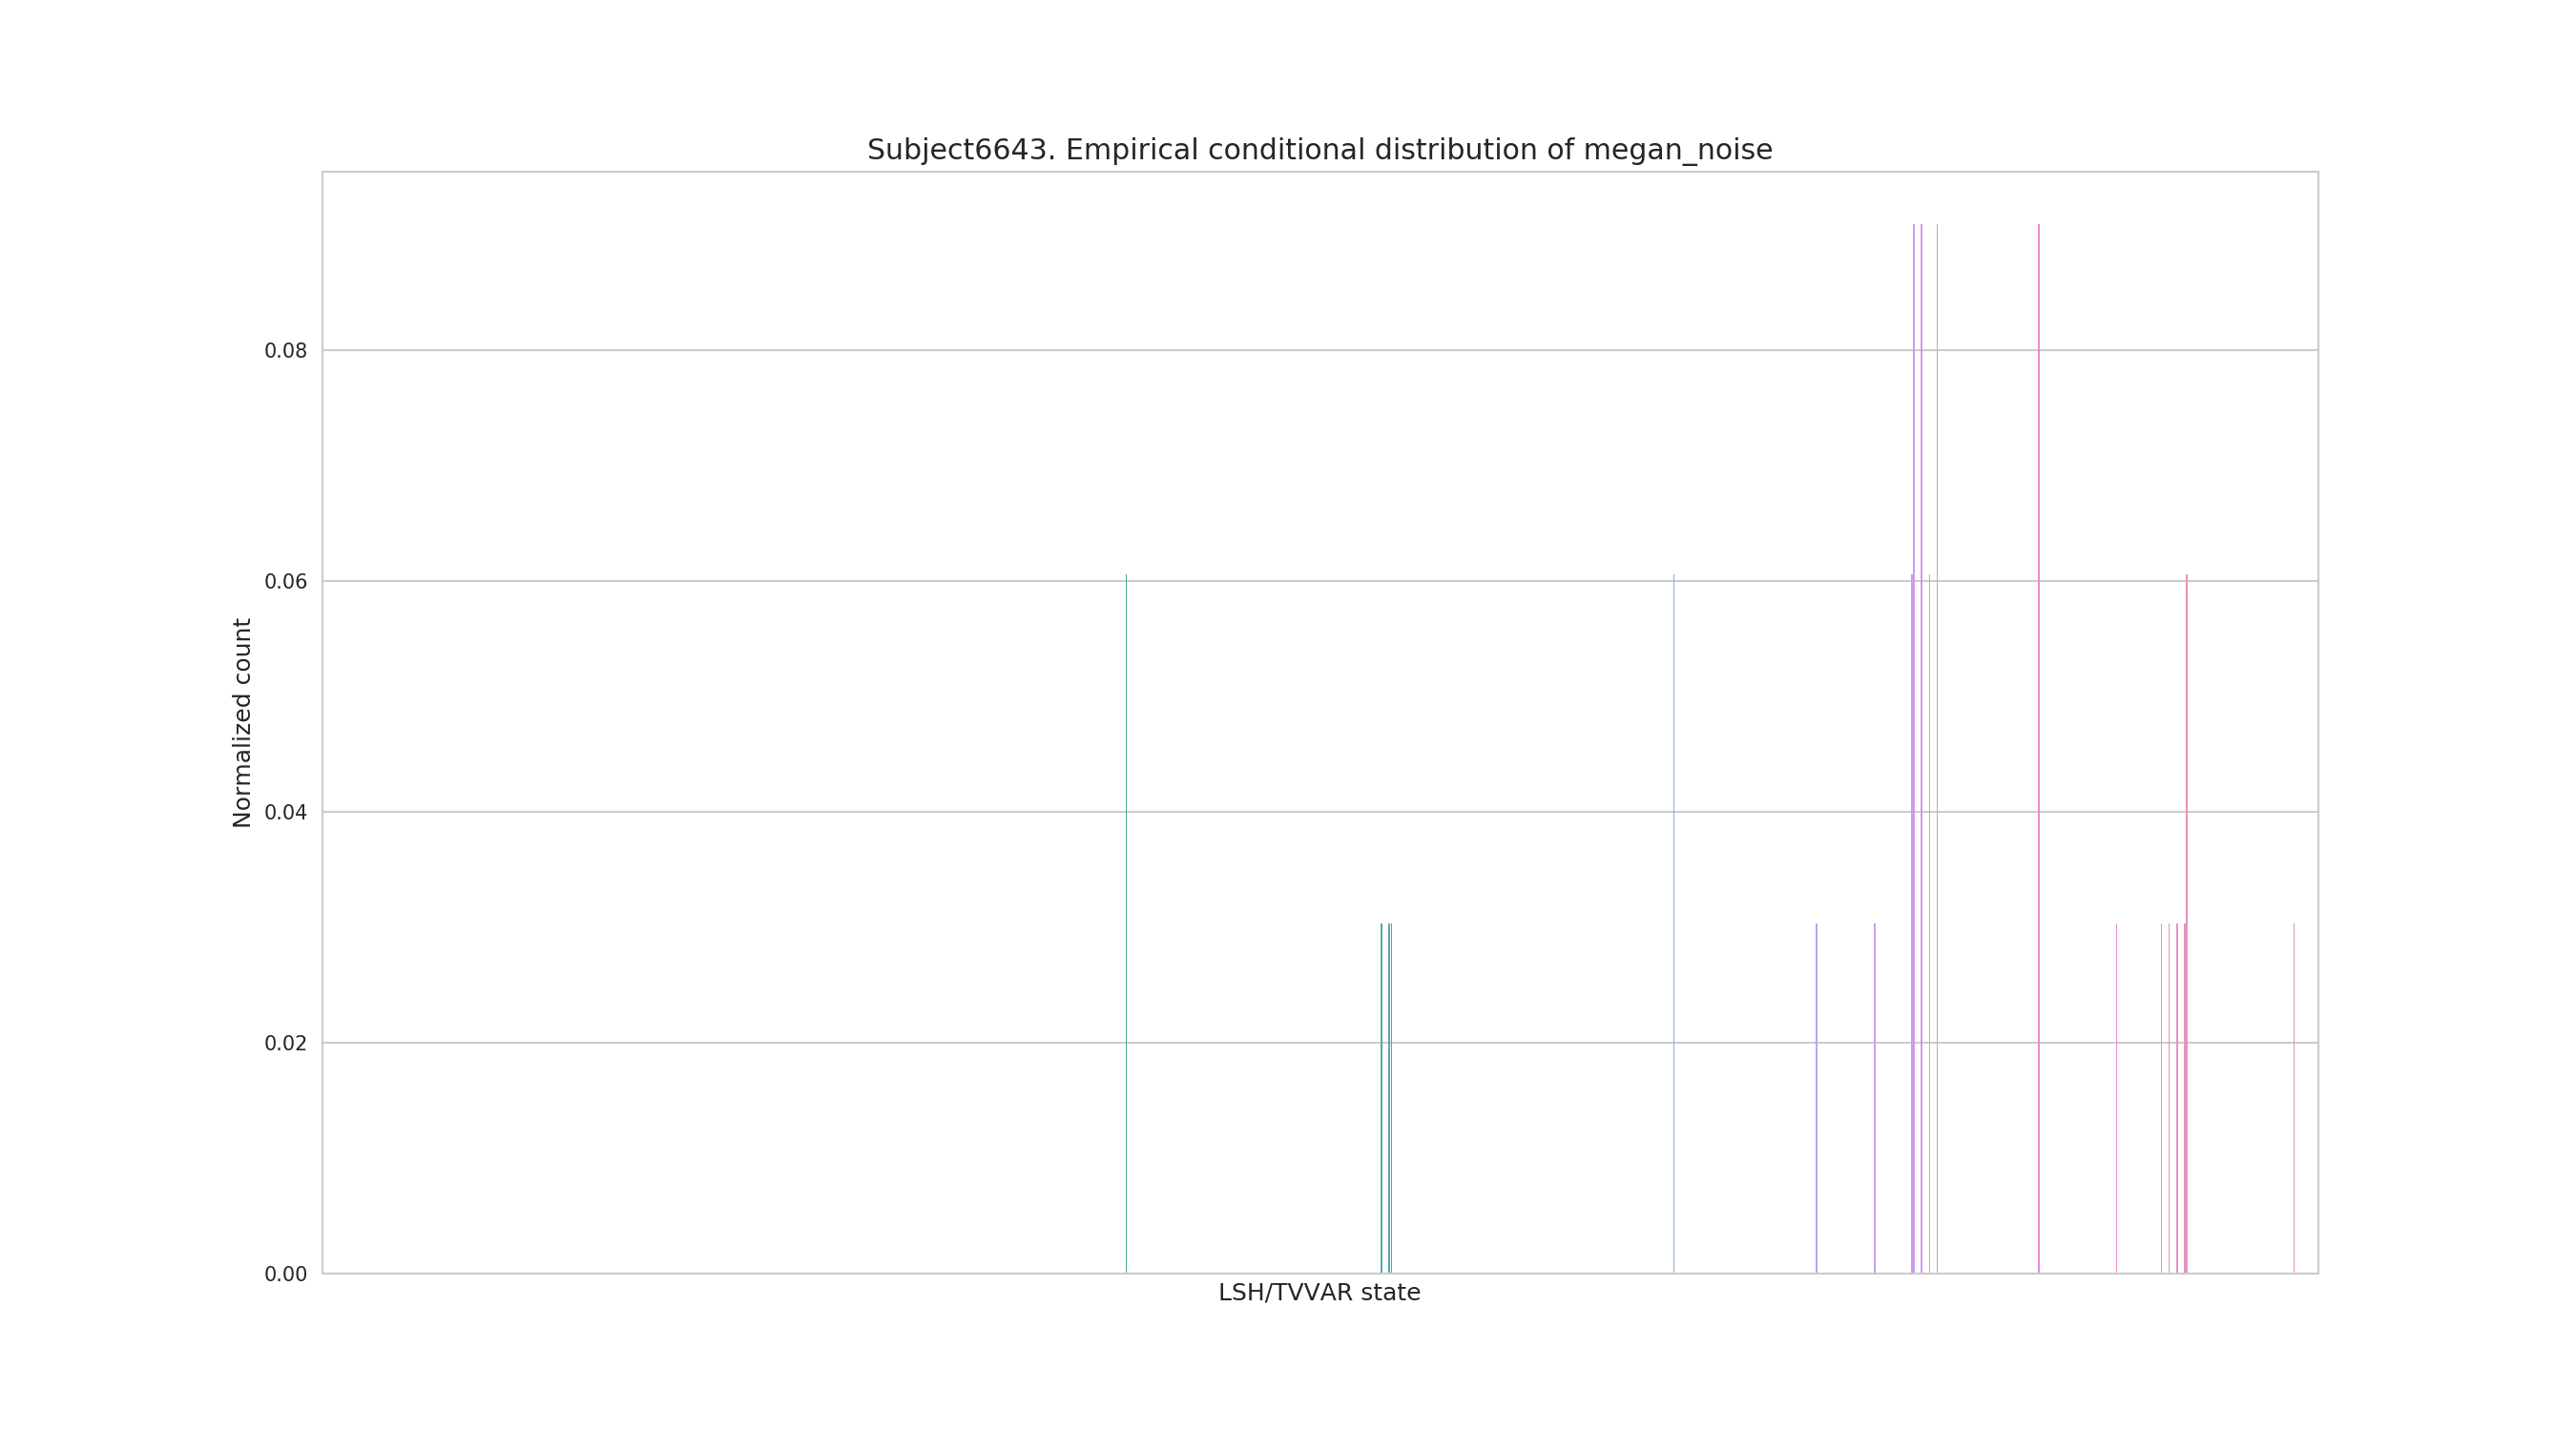 Subject6643. Empirical conditional distribution of megan_noise
0.08
0.06
0.04
0.02
0.00
Normalized count
LSH/TVVAR state